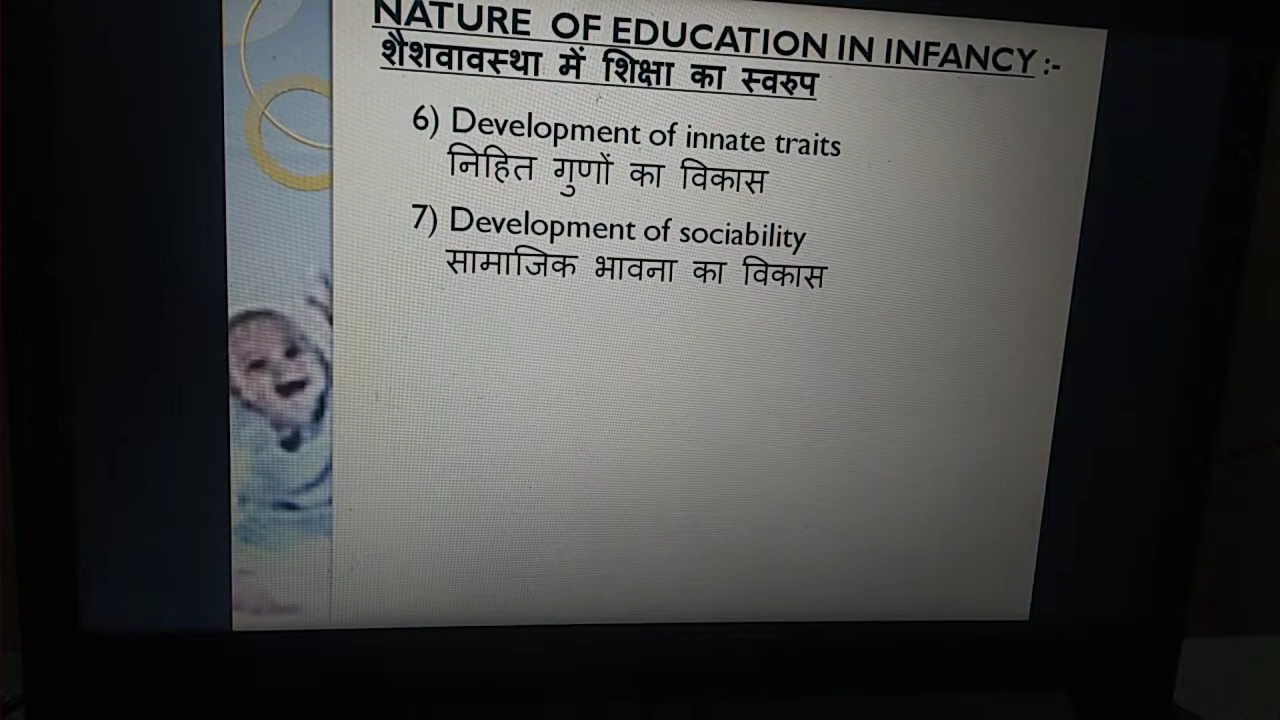 NATURE OF EDUCATION IN INFANCY :-
शैशवावस्था में शिक्षा का स्वरुप
6) Development of innate traits
निहित गुणों का विकास
7) Development of sociability
सामाजिक भावना का विकास